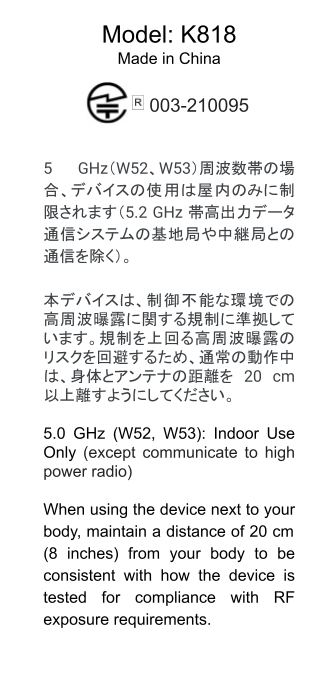 Model: K818
Made in China
R 003-210095
5 GHz（W52、W53）周波数帯の場
合、デバイスの使用は屋内のみに制
限されます（5.2 GHz 帯高出力データ
通信システムの基地局や中継局との
通信を除く）。
本デバイスは、制御不能な環境での
高周波曝露に関する規制に準拠して
います。規制を上回る高周波曝露の
リスクを回避するため、通常の動作中
は、身体とアンテナの距離を 20 cm
以上離すようにしてください。
5.0 GHz (W52, W53): Indoor Use
Only (except communicate to high
power radio)
When using the device next to your
body, maintain a distance of 20 cm
(8 inches) from your body to be
consistent with how the device is
tested for compliance with RF
exposure requirements.